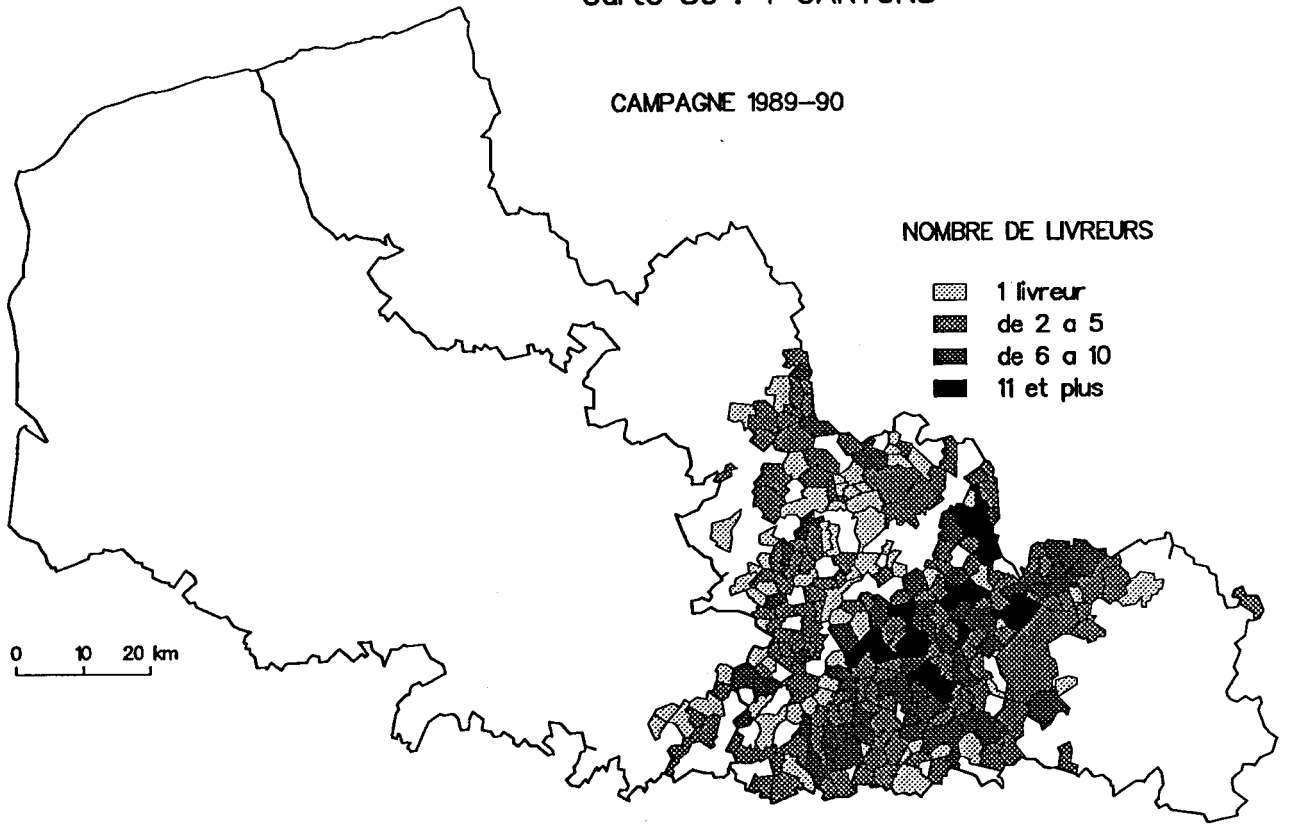 CAMPAGNE 1989-90
NOMBRE DE LIVREURS
1 livreur
de 2 a 5
de 6 a 10
11 et plus
0 10 20 km